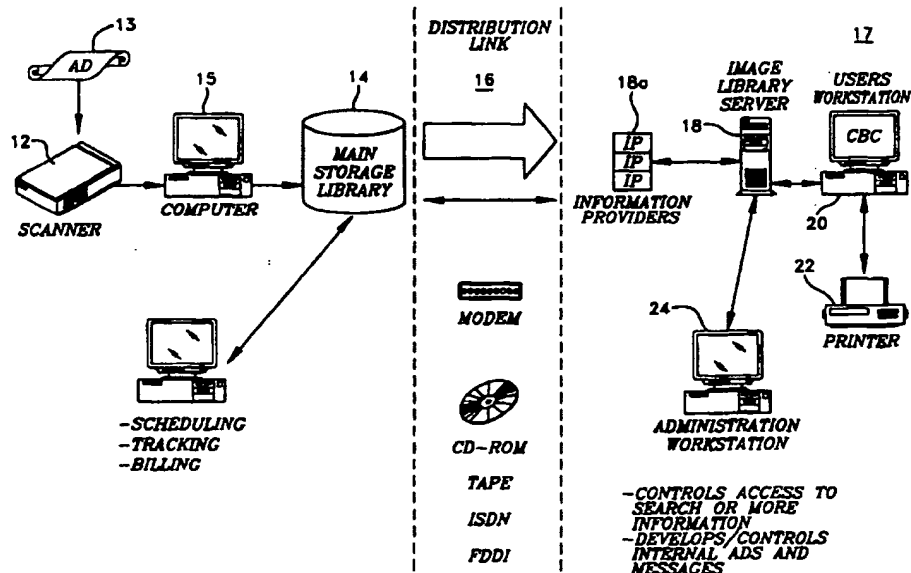 13
AD
12
SCANNER
15
COMPUTER
14
MAIN
STORAGE
LIBRARY
-SCHEDULING
-TRACKING
-BILLING
DISTRIBUTION
LINK
16
MODEM
CD-ROM
TAPE
ISDN
FDDI
17
18a
IP
IP
IP
INFORMATION
PROVIDERS
IMAGE
LIBRARY
SERVER
18
USERS
WORKSTATION
CBC
20
22
PRINTER
24
ADMINISTRATION
WORKSTATION
-CONTROLS ACCESS TO
SEARCH OR MORE
INFORMATION
-DEVELOPS/CONTROLS
INTERNAL ADS AND
MESSAGES